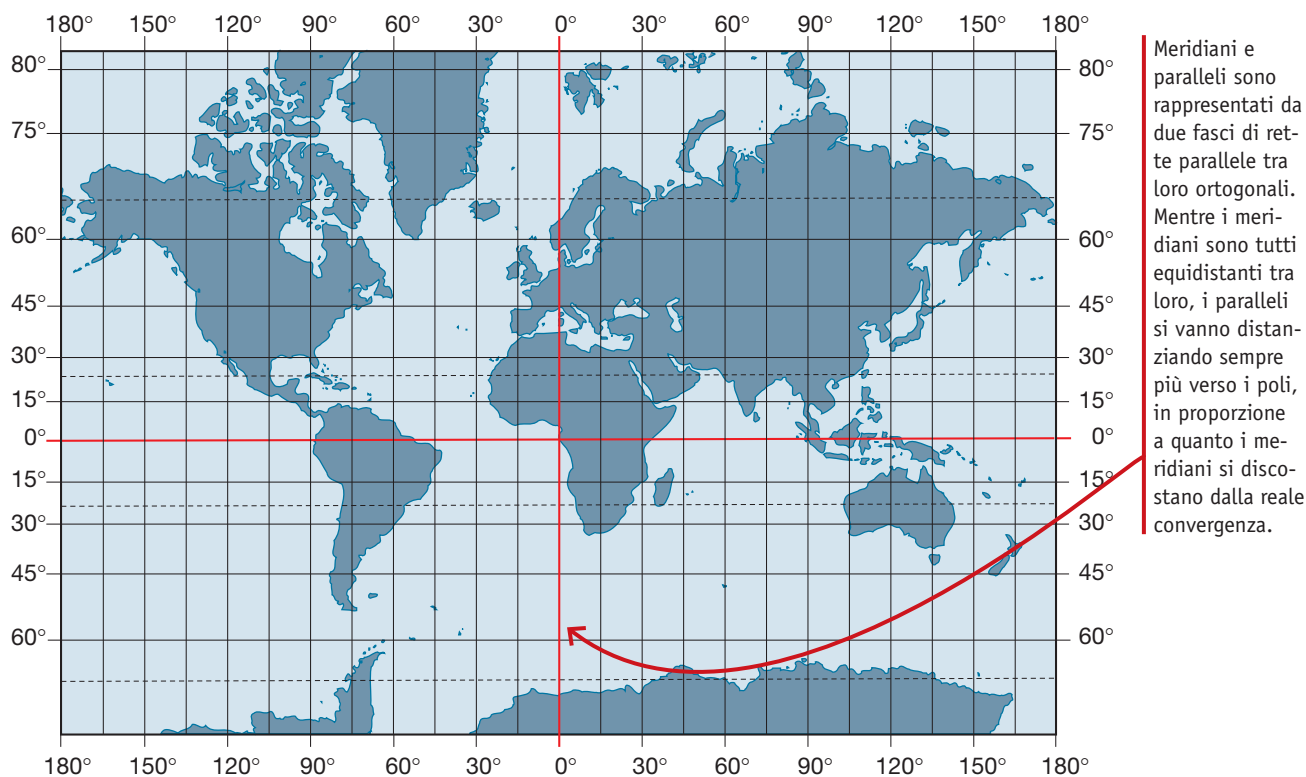 180° 150° 120° 90° 60° 30° 0° 30° 60° 90° 120° 150° 180°
80° 80°
75° 75°
60° 60°
45° 45°
30° 30°
15° 15°
0° 0°
15° 15°
30° 30°
45° 45°
60° 60°
180° 150° 120° 90° 60° 30° 0° 30° 60° 90° 120° 150° 180°
Meridiani e
paralleli sono
rappresentati da
due fasci di ret-
te parallele tra
loro ortogonali.
Mentre i meri-
diani sono tutti
equidistanti tra
loro, i paralleli
si vanno distan-
ziando sempre
più verso i poli,
in proporzione
a quanto i me-
ridiani si disco-
stano dalla reale
convergenza.